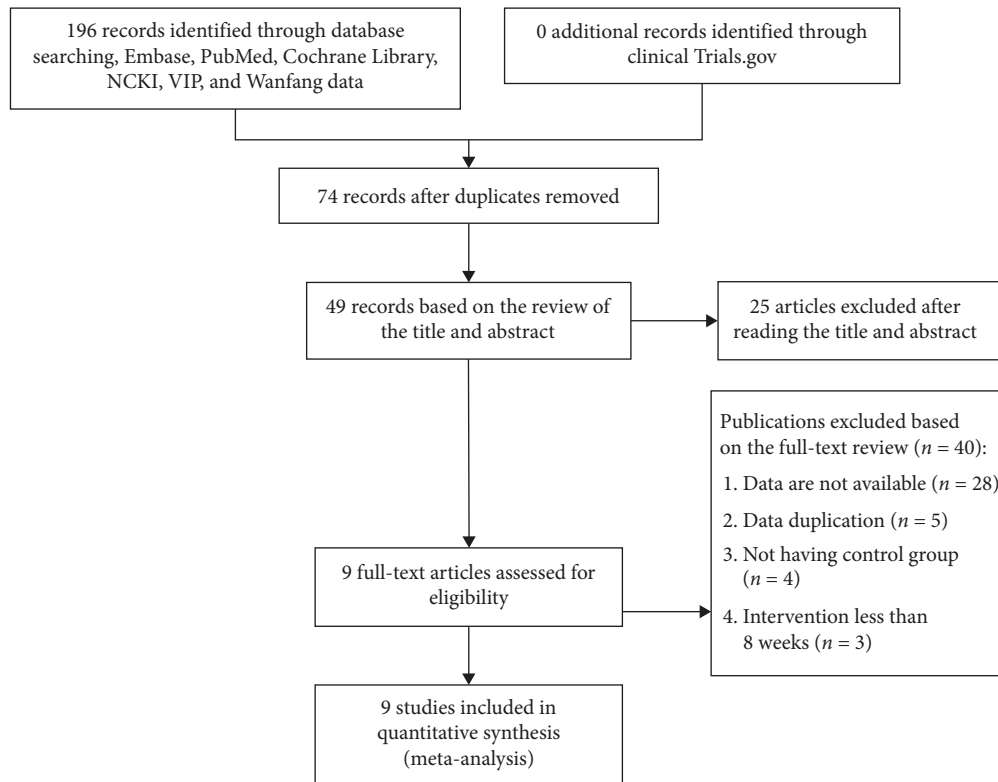 196 records identified through database
searching, Embase, PubMed, Cochrane Library,
NCKI, VIP, and Wanfang data
0 additional records identified through
clinical Trials.gov
74 records after duplicates removed
49 records based on the review of
the title and abstract
25 articles excluded after
reading the title and abstract
Publications excluded based
on the full-text review (n = 40):
1. Data are not available (n = 28)
2. Data duplication (n = 5)
3. Not having control group
(n = 4)
4. Intervention less than
8 weeks (n = 3)
9 full-text articles assessed for
eligibility
9 studies included in
quantitative synthesis
(meta-analysis)